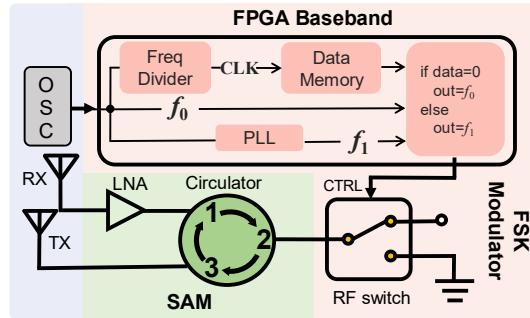 FPGA Baseband
Freq
Divider
CLK
Data
Memory
if data=0
out=f₀
else
out=f₁
OSC
f₀
PLL
f₁
RX
LNA
Circulator
CTRL
TX
1
2
3
FSK
Modulator
SAM
RF switch